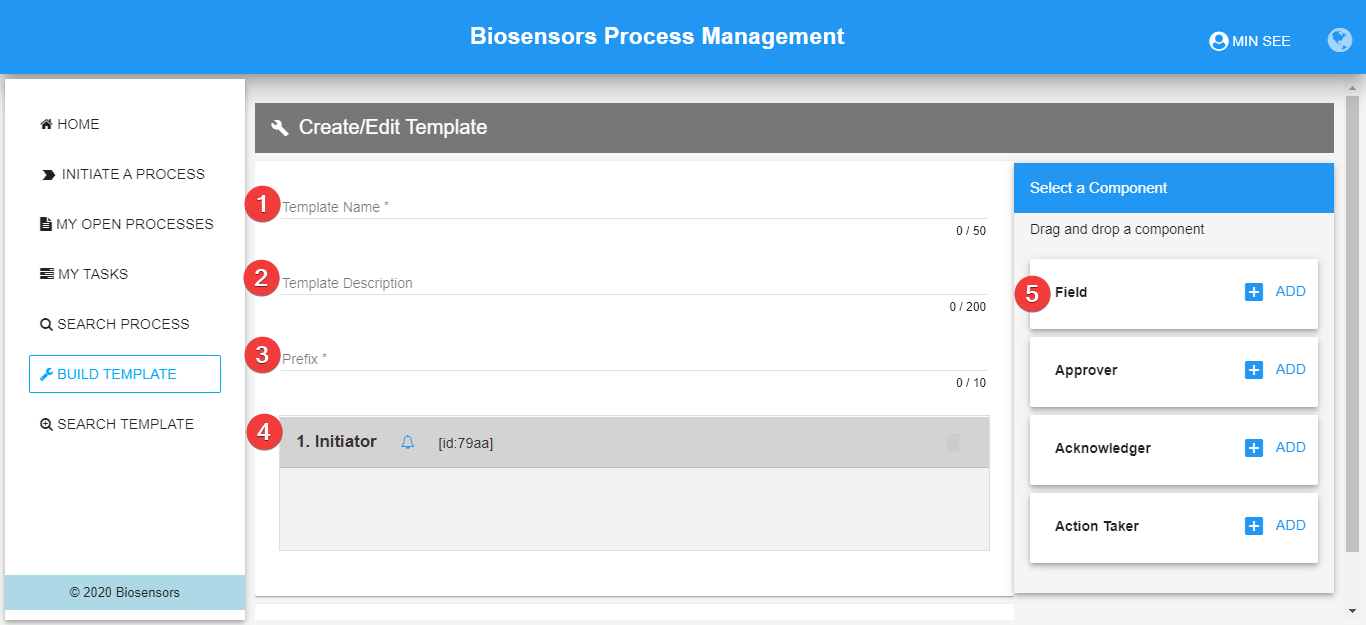 Biosensors Process Management
MIN SEE
HOME
INITIATE A PROCESS
MY OPEN PROCESSES
MY TASKS
SEARCH PROCESS
BUILD TEMPLATE
SEARCH TEMPLATE
© 2020 Biosensors
Create/Edit Template
1 Template Name *
0 / 50
2 Template Description
0 / 200
3 Prefix *
0 / 10
4 1. Initiator [id:79aa]
Select a Component
Drag and drop a component
5 Field ADD
Approver ADD
Acknowledger ADD
Action Taker ADD